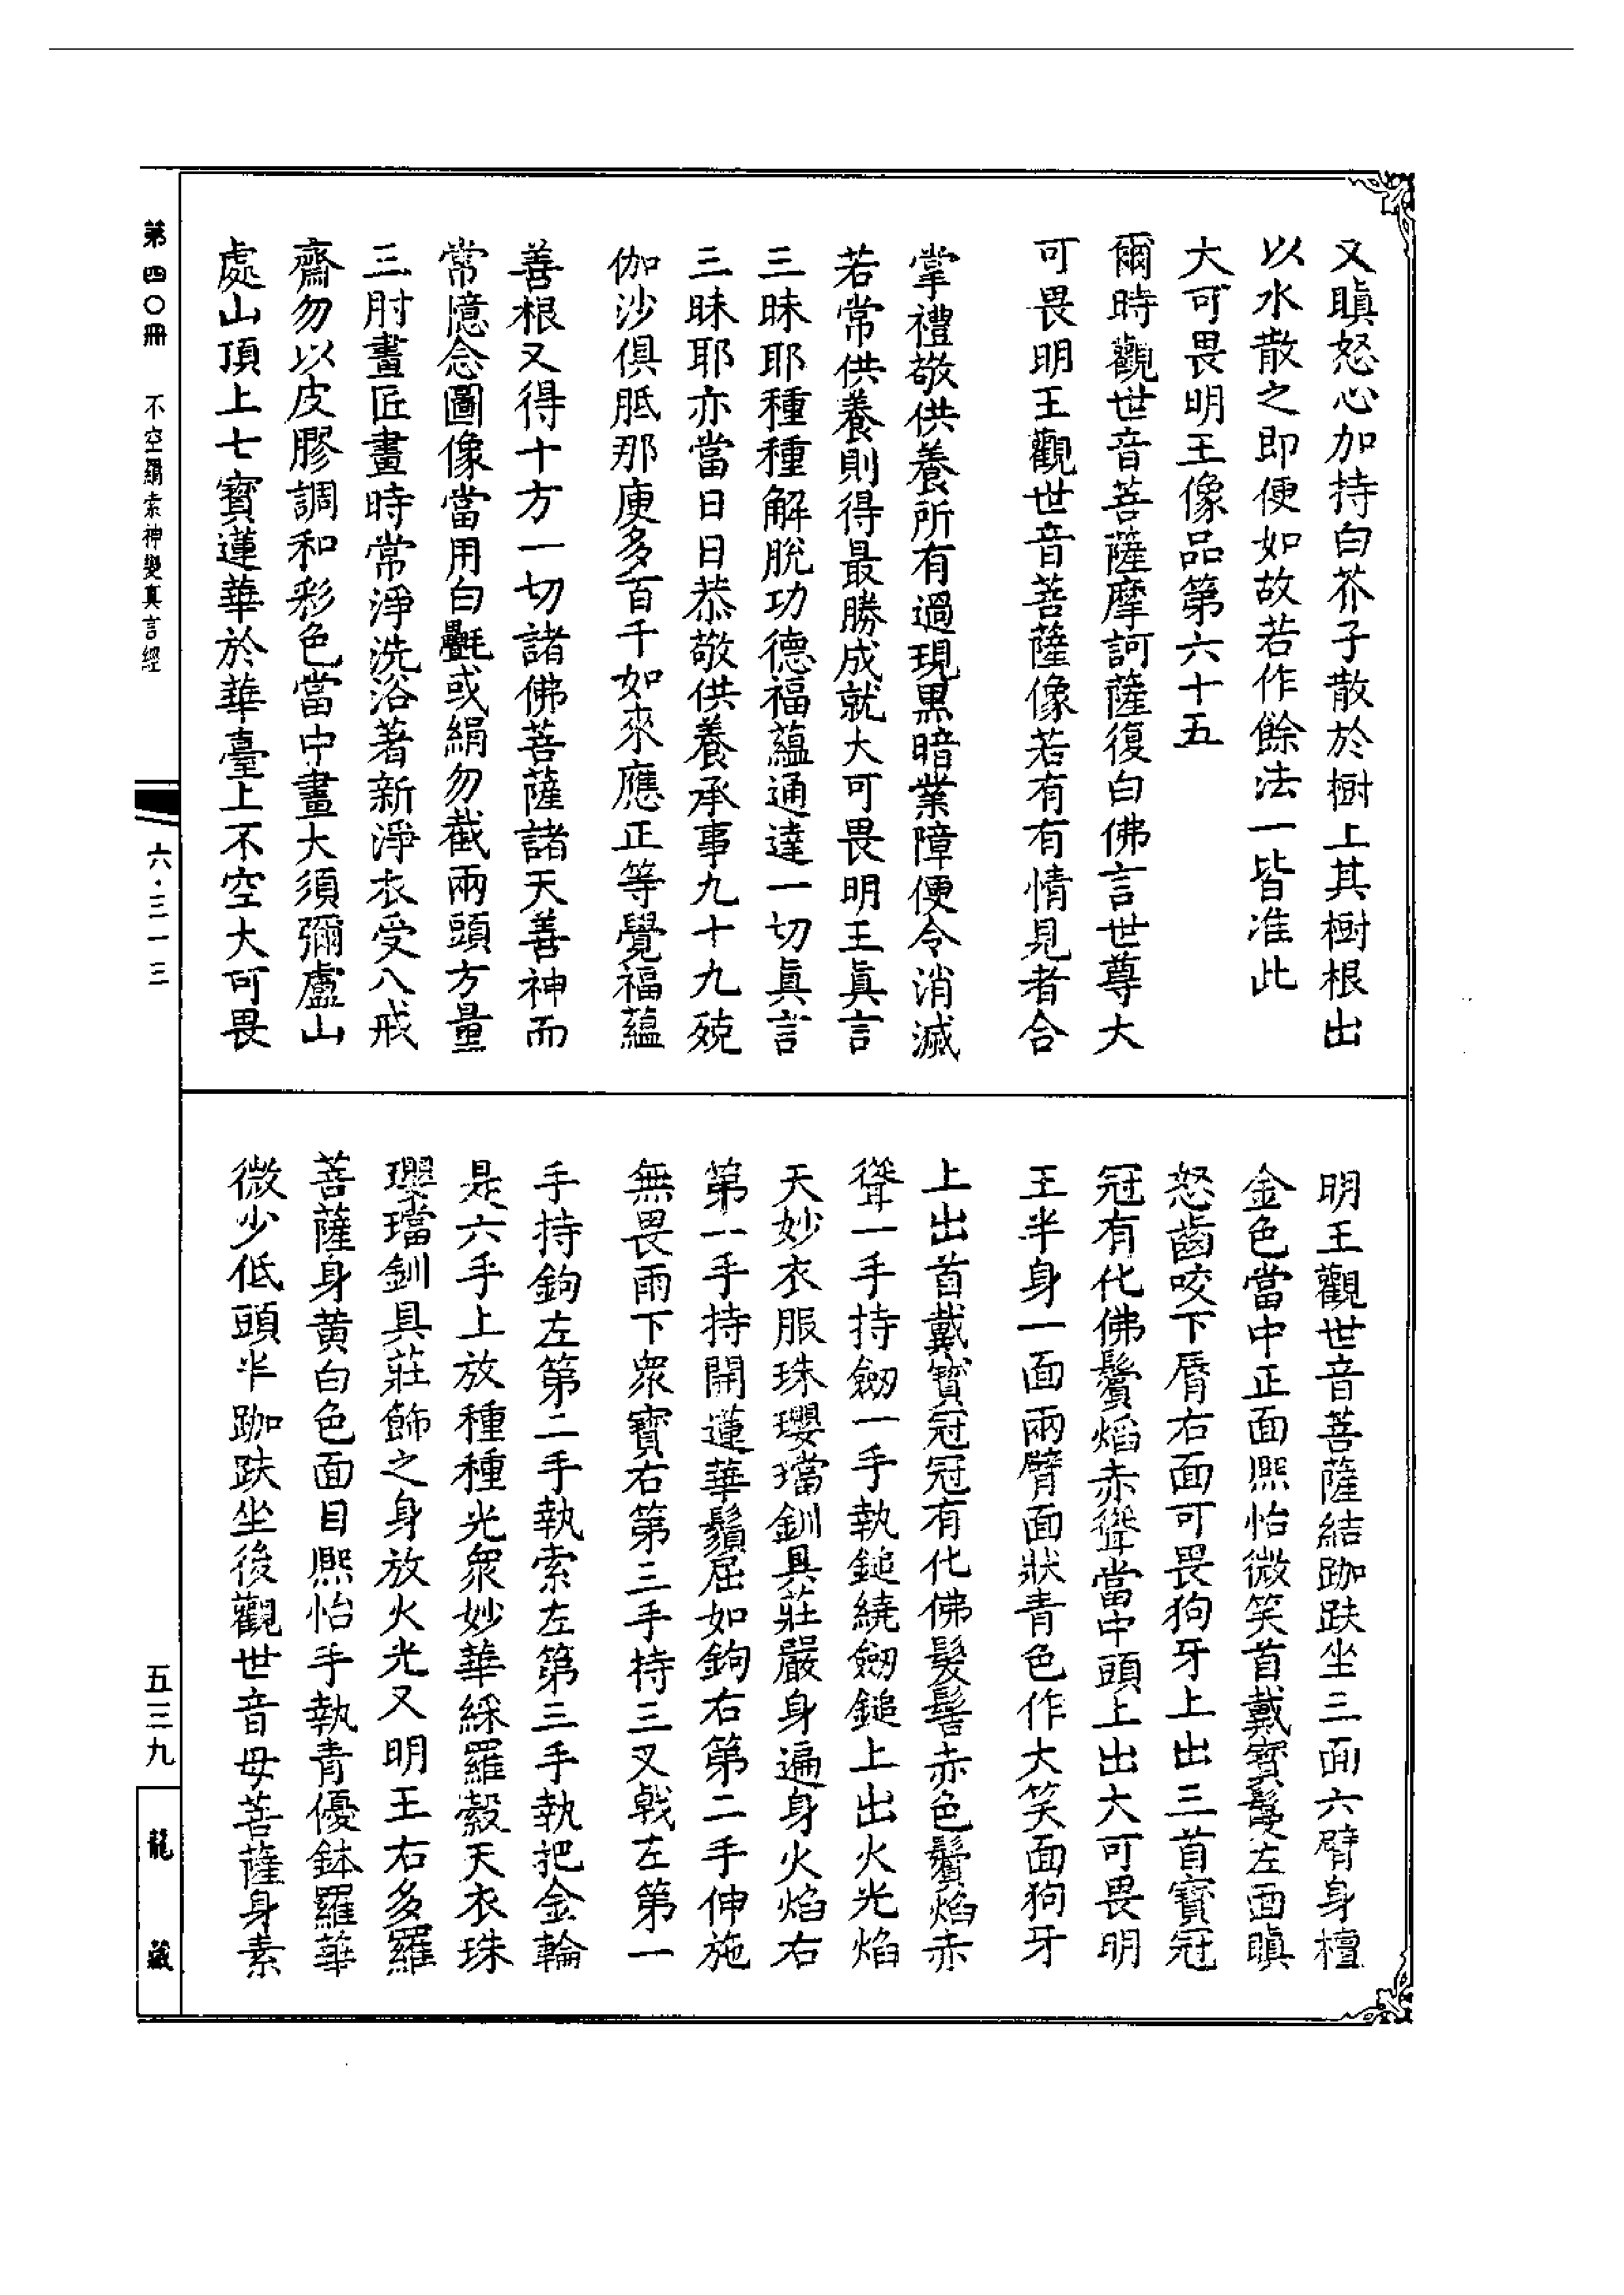 又瞋怒心加持白芥子散於樹上其樹根出
以水散之即便如故若作餘法一皆准此
大可畏明王像品第六十五
爾時觀世音菩薩摩訶薩復白佛言世尊大
可畏明王觀世音菩薩像若有有情見者合
掌禮敬供養所有過現黑暗業障便令消滅
若常供養則得最勝成就大可畏明王真言
三昧耶種種解脫功德福蘊通達一切真言
三昧耶亦當日日恭敬供養承事九十九殑
伽沙俱胝那庾多百千如來應正等覺福蘊
善根又得十方一切諸佛菩薩諸天善神而
常憶念圖像當用白㲲或絹勿截兩頭方量
三肘畫匠畫時常淨洗浴著新淨衣受八戒
齋勿以皮膠調和彩色當中畫大須彌盧山
處山頂上七寶蓮華於華臺上不空大可畏
明王觀世音菩薩結跏趺坐三面六臂身檀
金色當中正面熙怡微笑首戴寶鬘左面瞋
怒齒咬下脣右面可畏狗牙上出三首寶冠
冠有化佛鬢焰赤聳當中頭上出大可畏明
王半身一面兩臂面狀青色作大笑面狗牙
上出首戴寶冠冠有化佛髮髻赤色鬢焰赤
聳一手持劒一手執鎚繞劒鎚上出火光焰
天妙衣服珠瓔璫釧具莊嚴身遍身火焰右
第一手持開蓮華鬚屈如鉤右第二手伸施
無畏雨下眾寶右第三手持三叉戟左第一
手持鉤左第二手執索左第三手執把金輪
是六手上放種種光眾妙華綵羅縠天衣珠
瓔璫釧具莊飾之身放火光又明王右多羅
菩薩身黃白色面目熙怡手執青優鉢羅華
微少低頭半跏趺坐後觀世音母菩薩身素
第四〇冊 不空羂索神變真言經
六·三一三
五三九
龍藏